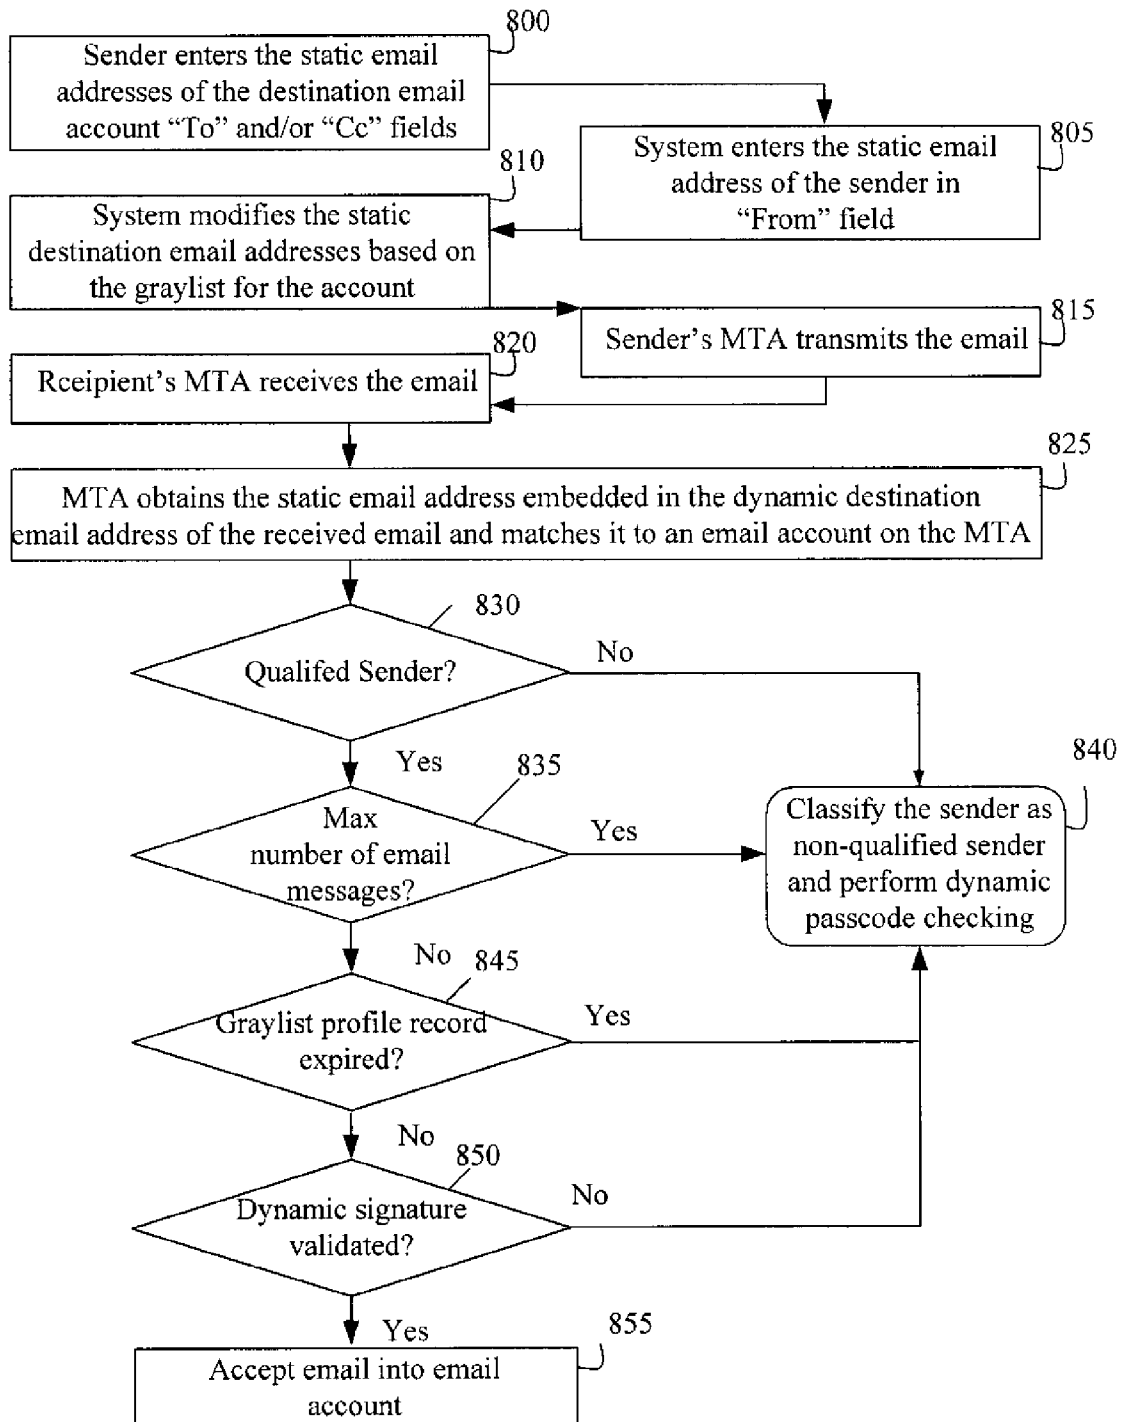 800
Sender enters the static email
addresses of the destination email
account “To” and/or “Cc” fields
805
System enters the static email
address of the sender in
“From” field
810
System modifies the static
destination email addresses based on
the graylist for the account
815
Sender's MTA transmits the email
820
Rceipient's MTA receives the email
825
MTA obtains the static email address embedded in the dynamic destination
email address of the received email and matches it to an email account on the MTA
830
Qualifed Sender?
No
Yes
835
Max
number of email
messages?
Yes
840
Classify the sender as
non-qualified sender
and perform dynamic
passcode checking
No
845
Graylist profile record
expired?
Yes
No
850
Dynamic signature
validated?
No
Yes
855
Accept email into email
account